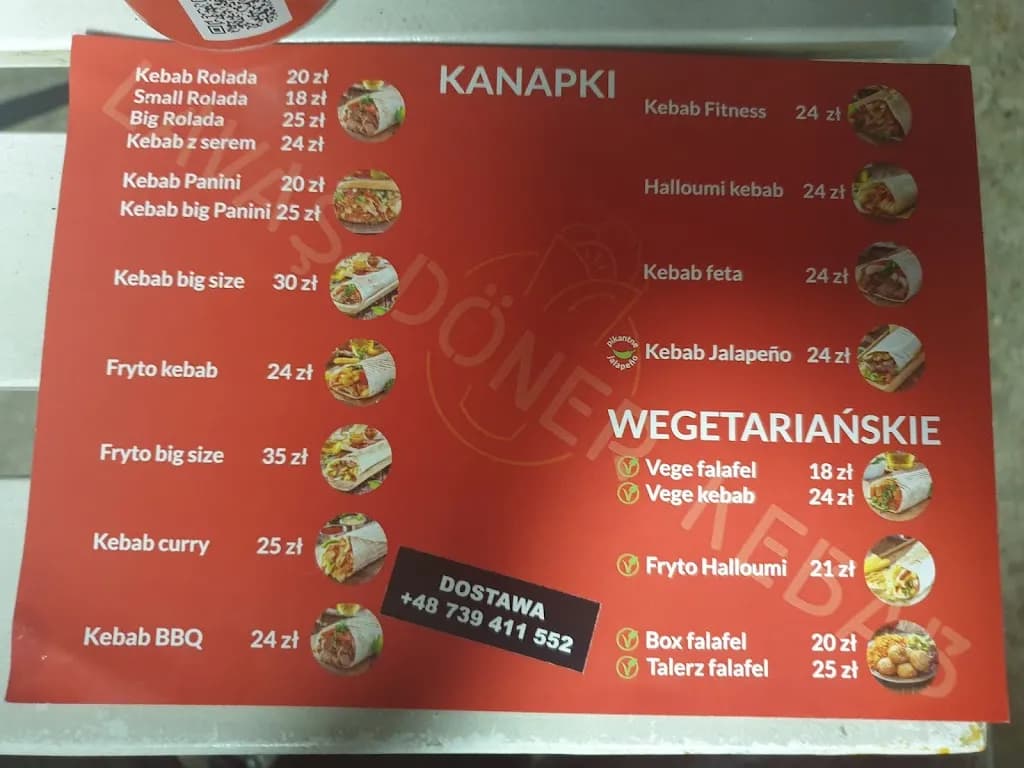 KANAPKI
Kebab Rolada 20 zł
Small Rolada 18 zł
Big Rolada 25 zł
Kebab z serem 24 zł
Kebab Panini 20 zł
Kebab big Panini 25 zł
Kebab big size 30 zł
Fryto kebab 24 zł
Fryto big size 35 zł
Kebab curry 25 zł
Kebab BBQ 24 zł
Kebab Fitness 24 zł
Halloumi kebab 24 zł
Kebab feta 24 zł
pikantne
Jalapeño
Kebab Jalapeño 24 zł
WEGETARIAŃSKIE
V Vege falafel 18 zł
V Vege kebab 24 zł
V Fryto Halloumi 21 zł
V Box falafel 20 zł
V Talerz falafel 25 zł
DOSTAWA
+48 739 411 552
LAVAŞ DÖNER KEBAB